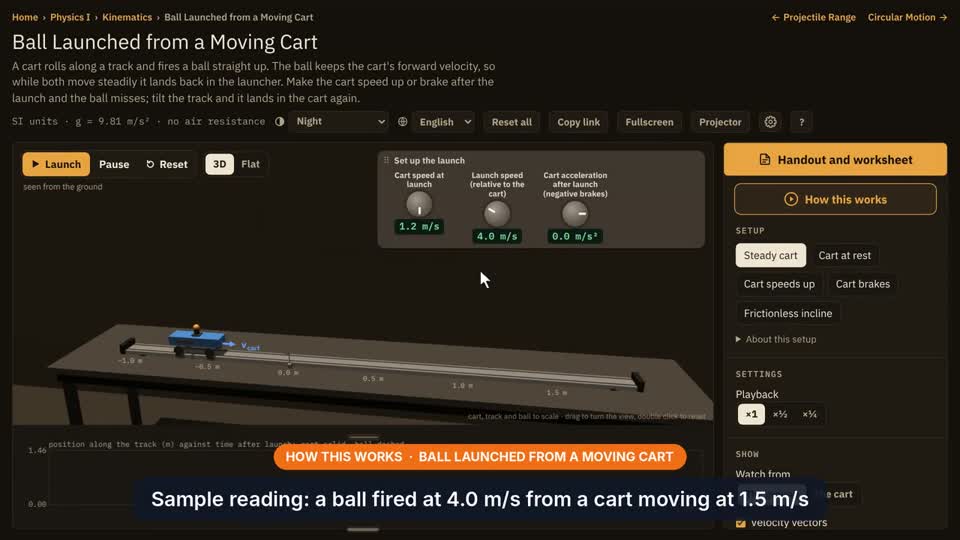 Home › Physics I › Kinematics › Ball Launched from a Moving Cart
← Projectile Range Circular Motion →
Ball Launched from a Moving Cart
A cart rolls along a track and fires a ball straight up. The ball keeps the cart's forward velocity, so
while both move steadily it lands back in the launcher. Make the cart speed up or brake after the
launch and the ball misses; tilt the track and it lands in the cart again.
SI units · g = 9.81 m/s² · no air resistance Night English Reset all Copy link Fullscreen Projector ?
Launch Pause Reset 3D Flat
seen from the ground
Set up the launch
Cart speed at launch
1.2 m/s
Launch speed (relative to the cart)
4.0 m/s
Cart acceleration after launch (negative brakes)
0.0 m/s²
v cart
-1.0 m
-0.5 m
0.0 m
0.5 m
1.0 m
1.5 m
cart, track and ball to scale · drag to turn the view, double click to reset
position along the track (m) against time after launch:
1.46
0.00
Handout and worksheet
How this works
SETUP
Steady cart Cart at rest
Cart speeds up Cart brakes
Frictionless incline
About this setup
SETTINGS
Playback
×1 ×½ ×¼
SHOW
Watch from
cart
Velocity vectors
HOW THIS WORKS · BALL LAUNCHED FROM A MOVING CART
Sample reading: a ball fired at 4.0 m/s from a cart moving at 1.5 m/s